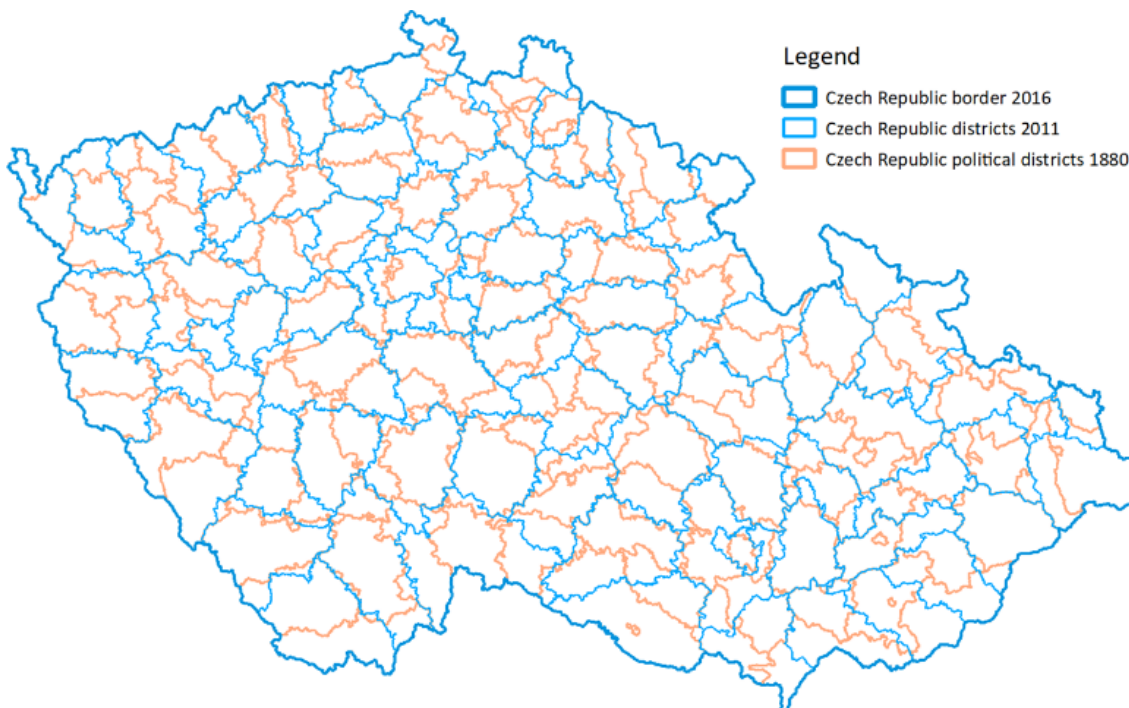 Legend
Czech Republic border 2016
Czech Republic districts 2011
Czech Republic political districts 1880